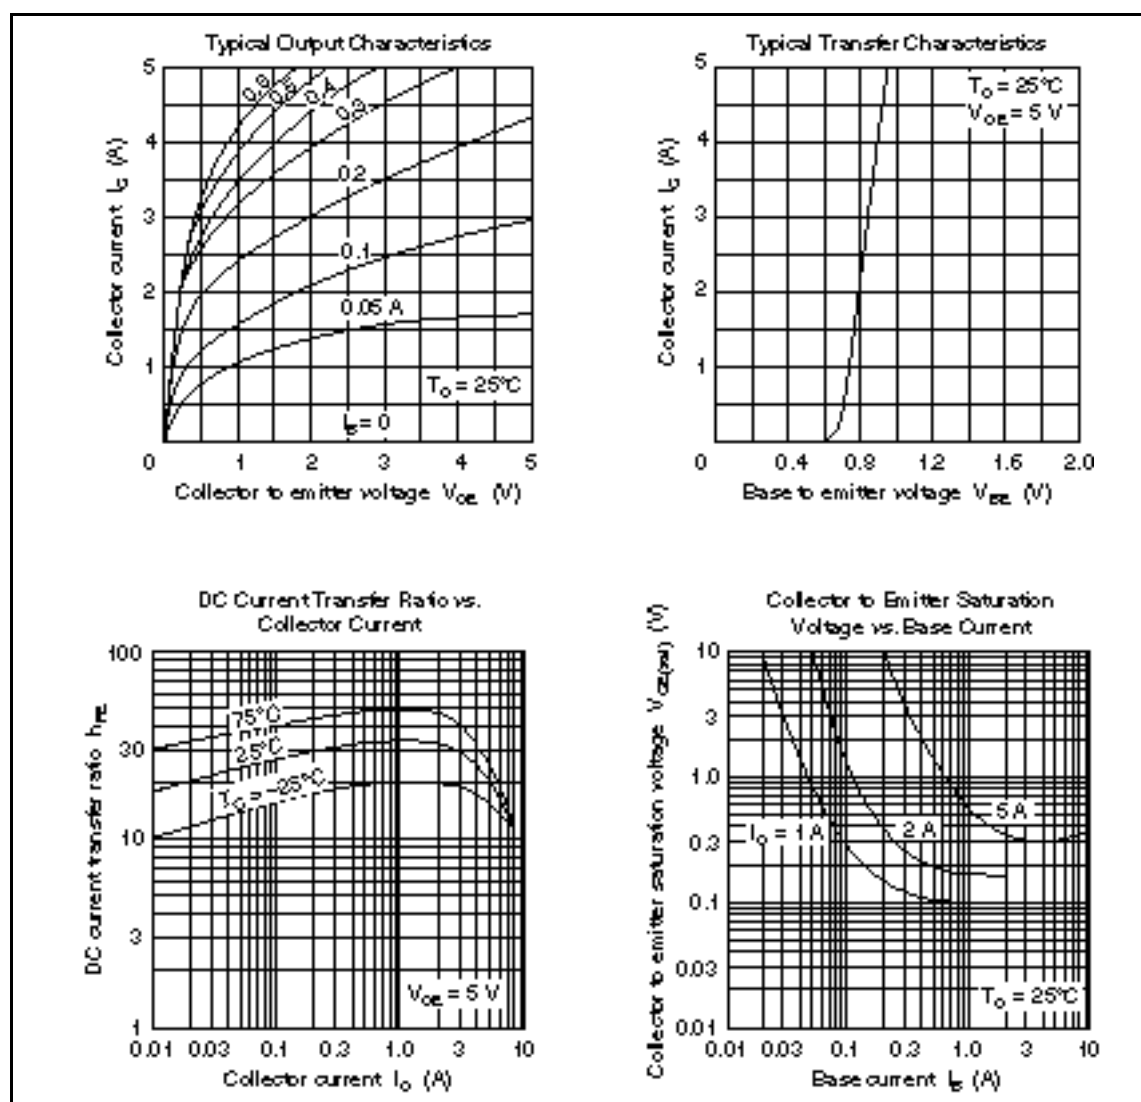 Typical Output Characteristics
5
4
3
2
1
0
Collector current I_C (A)
0.3
0.2
0.1
0.05 A
T_C = 25°C
I_B = 0
1 2 3 4 5
Collector to emitter voltage V_CE (V)
Typical Transfer Characteristics
5
4
3
2
1
0
Collector current I_C (A)
T_C = 25°C
V_CE = 5 V
0.4 0.8 1.2 1.6 2.0
Base to emitter voltage V_BE (V)
DC Current Transfer Ratio vs.
Collector Current
100
30
10
3
1
DC current transfer ratio h_FE
75°C
25°C
T_C = –25°C
V_CE = 5 V
0.01 0.03 0.1 0.3 1.0 3 10
Collector current I_C (A)
Collector to Emitter Saturation
Voltage vs. Base Current
10
3
1.0
0.3
0.1
0.03
0.01
Collector to emitter saturation voltage V_CE(sat) (V)
I_C = 1 A
2 A
5 A
T_C = 25°C
0.01 0.03 0.1 0.3 1.0 3 10
Base current I_B (A)